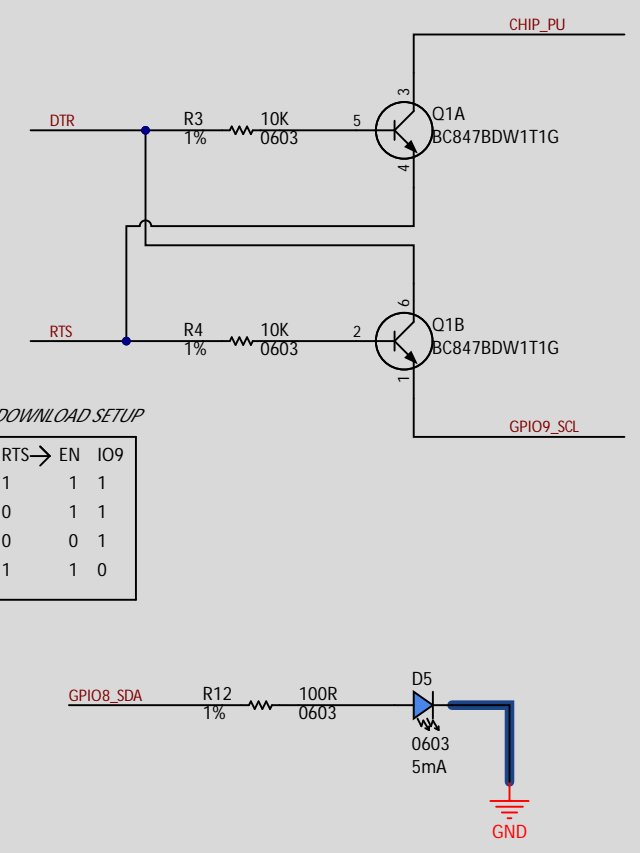 CHIP_PU
DTR
R3 10K
1% 0603
5
3
4
Q1A
BC847BDW1T1G
RTS
R4 10K
1% 0603
2
6
1
Q1B
BC847BDW1T1G
GPIO9_SCL
DOWNLOAD SETUP
RTS EN IO9
1 1 1
0 1 1
0 0 1
1 1 0
GPIO8_SDA
R12 100R
1% 0603
D5
0603
5mA
GND